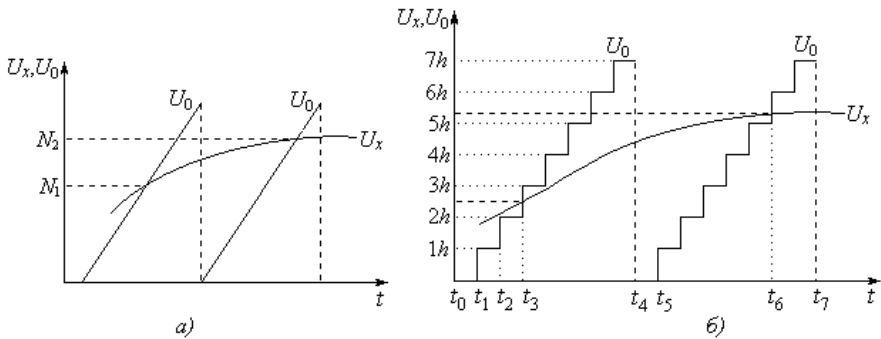 Uₓ,U₀
U₀
U₀
N₂
Uₓ
N₁
t
а)
Uₓ,U₀
7h
U₀
U₀
6h
5h
Uₓ
4h
3h
2h
1h
t₀ t₁ t₂ t₃ t₄ t₅ t₆ t₇ t
б)